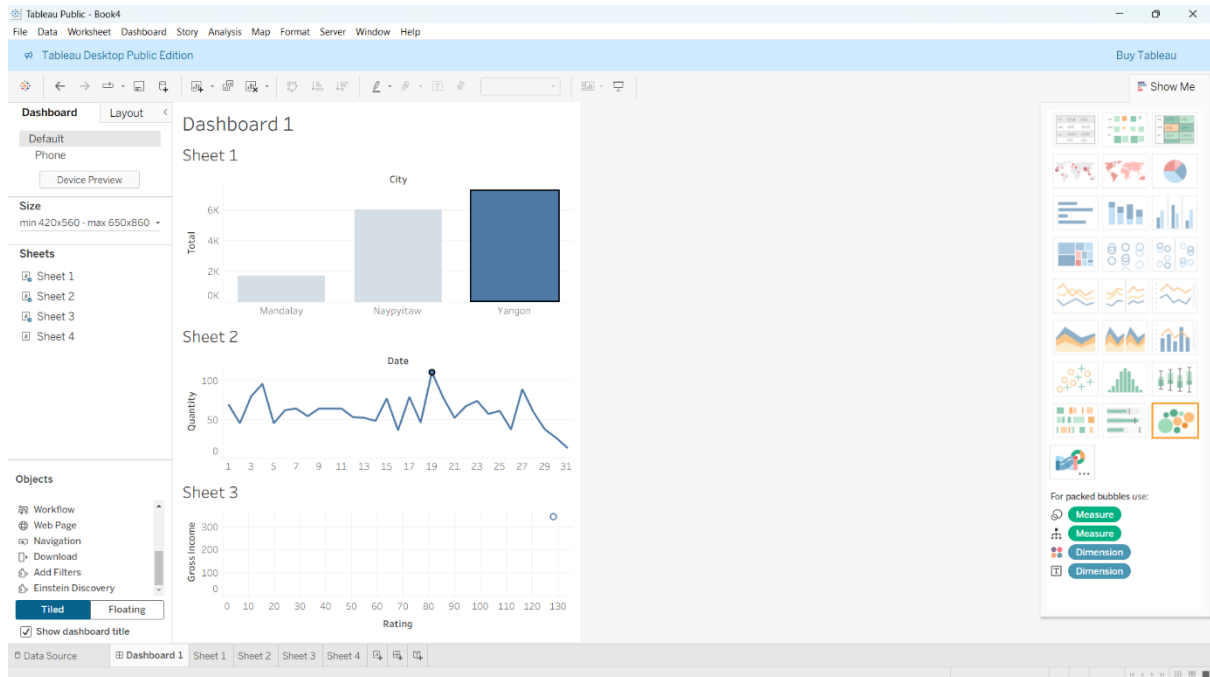 Tableau Public - Book4
File Data Worksheet Dashboard Story Analysis Map Format Server Window Help
Tableau Desktop Public Edition
Buy Tableau
Show Me
Dashboard Layout
Default
Phone
Device Preview
Size
min 420x560 - max 650x860
Sheets
Sheet 1
Sheet 2
Sheet 3
Sheet 4
Objects
Workflow
Web Page
Navigation
Download
Add Filters
Einstein Discovery
Tiled Floating
Show dashboard title
Dashboard 1
Sheet 1
City
Total
6K
4K
2K
0K
Mandalay Naypyitaw Yangon
Sheet 2
Date
Quantity
100
50
0
1 3 5 7 9 11 13 15 17 19 21 23 25 27 29 31
Sheet 3
Gross Income
300
200
100
0
0 10 20 30 40 50 60 70 80 90 100 110 120 130
Rating
For packed bubbles use:
Measure
Measure
Dimension
Dimension
Data Source Dashboard 1 Sheet 1 Sheet 2 Sheet 3 Sheet 4